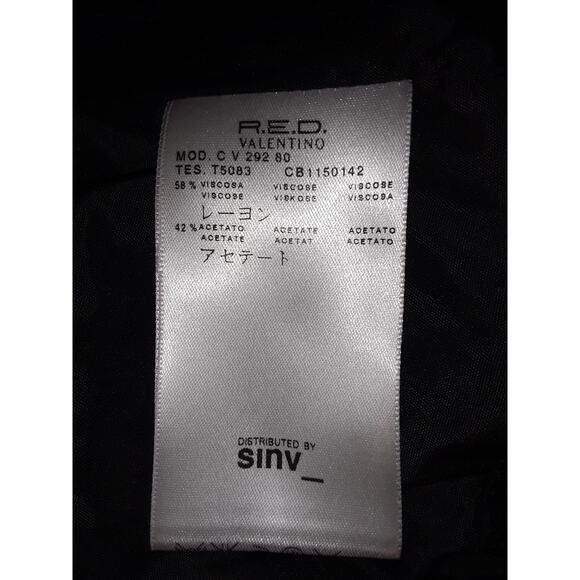 R.E.D.
VALENTINO
MOD. C V 292 80
TES. T5083 CB1150142
58 % VISCOSA VISCOSE VISCOSE
VISCOSE VISKOSE VISCOSA
レーヨン
42 % ACETATO ACETATE ACETATO
ACETATE ACETAT ACETATO
アセテート
DISTRIBUTED BY
sinv_